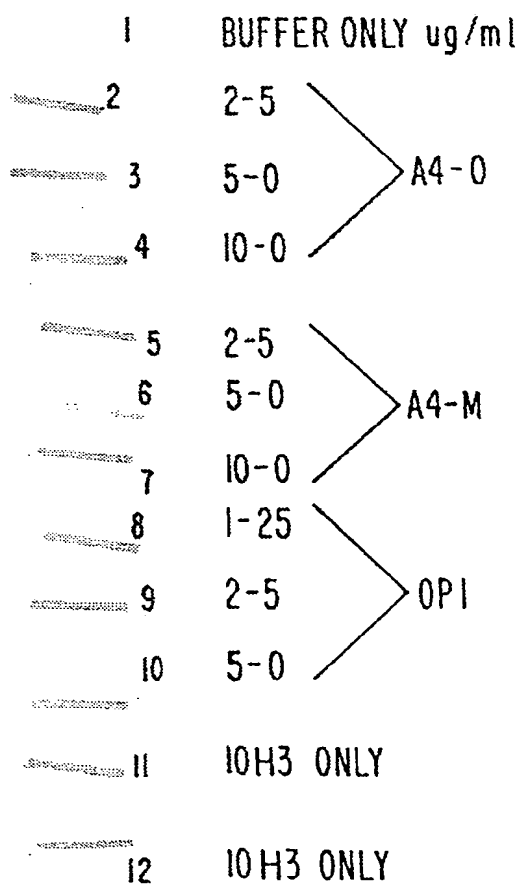 1 BUFFER ONLY ug/ml
2 2-5
3 5-0 A4-0
4 10-0
5 2-5
6 5-0 A4-M
7 10-0
8 1-25
9 2-5 OP1
10 5-0
11 10H3 ONLY
12 10H3 ONLY